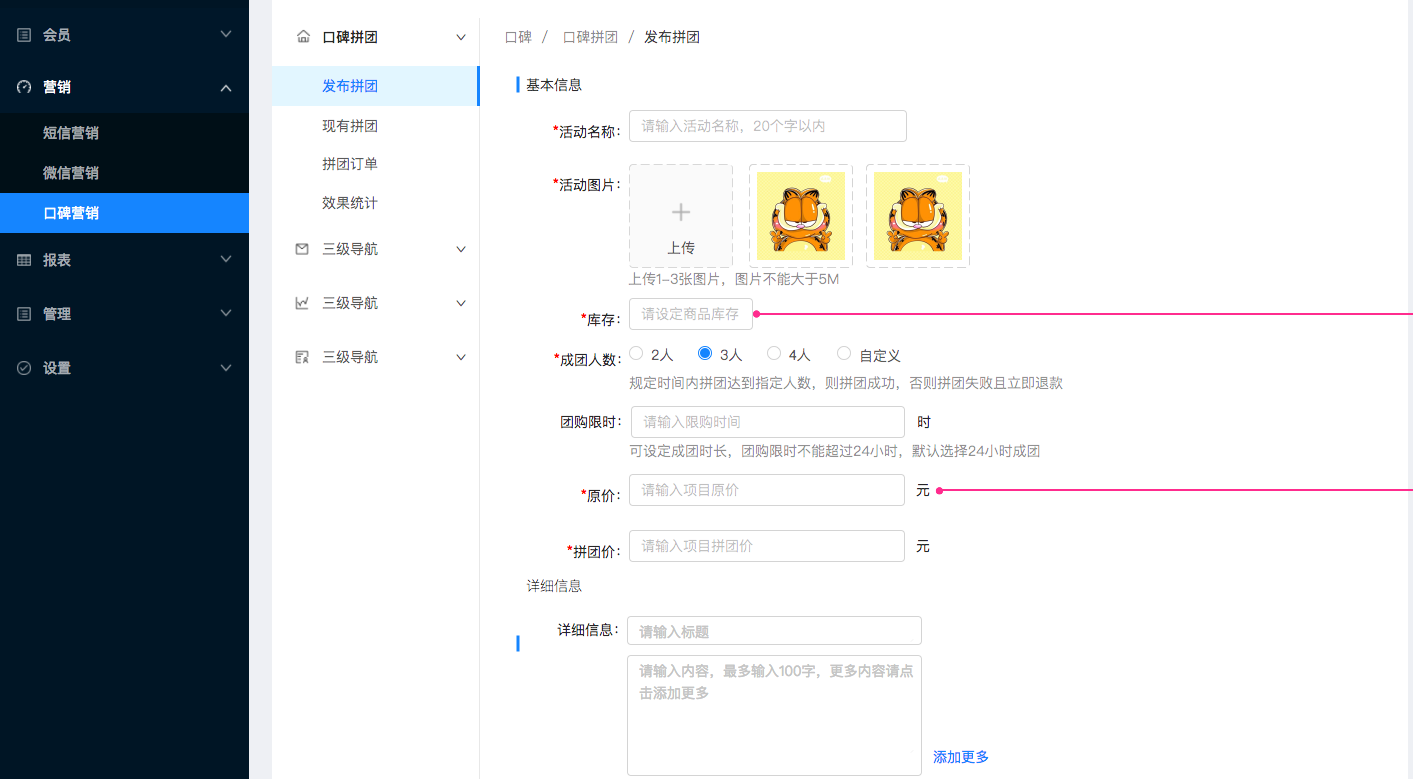 会员
营销
短信营销
微信营销
口碑营销
报表
管理
设置
口碑拼团
发布拼团
现有拼团
拼团订单
效果统计
三级导航
三级导航
三级导航
口碑 / 口碑拼团 / 发布拼团
基本信息
*活动名称: 请输入活动名称，20个字以内
*活动图片:
上传
上传1-3张图片，图片不能大于5M
*库存: 请设定商品库存
*成团人数: 2人 3人 4人 自定义
规定时间内拼团达到指定人数，则拼团成功，否则拼团失败且立即退款
团购限时: 请输入限购时间 时
可设定成团时长，团购限时不能超过24小时，默认选择24小时成团
*原价: 请输入项目原价 元
*拼团价: 请输入项目拼团价 元
详细信息
详细信息: 请输入标题
请输入内容，最多输入100字，更多内容请点
击添加更多
添加更多